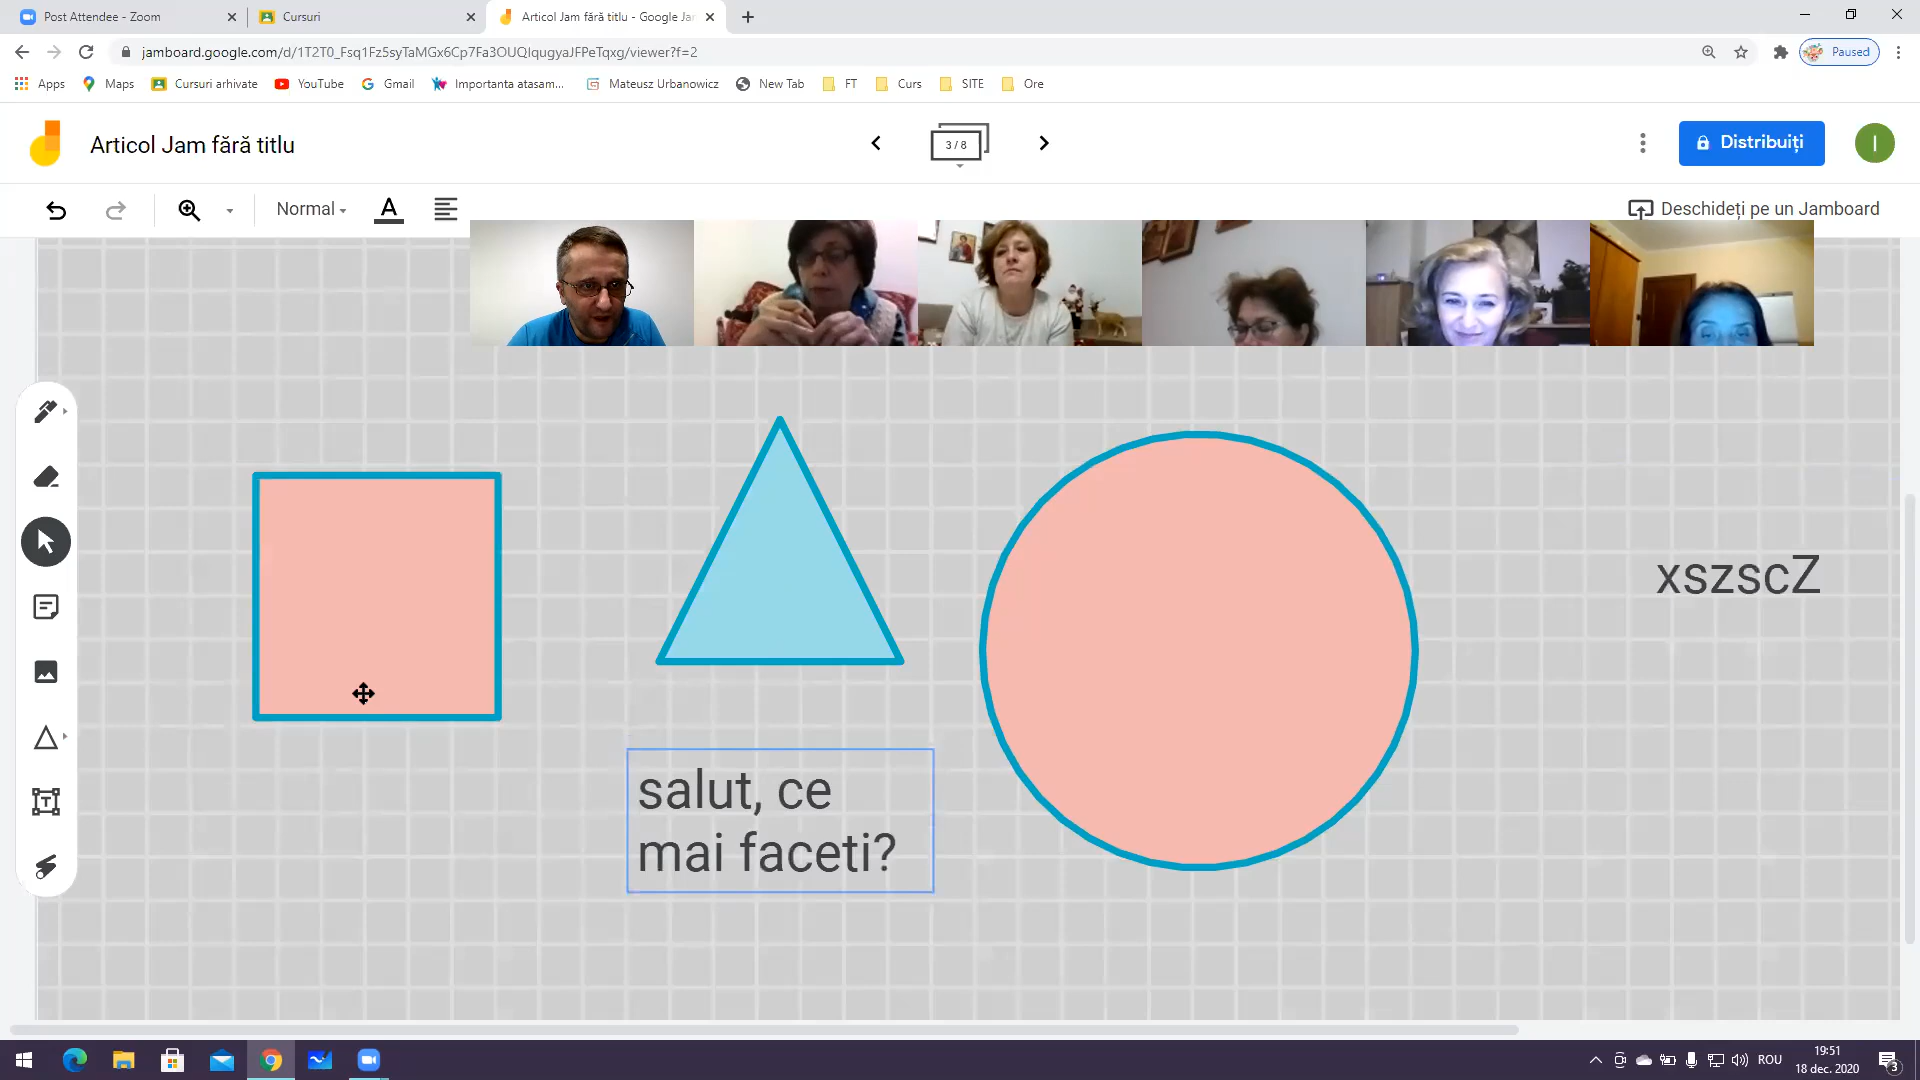 Post Attendee - Zoom
Cursuri
Articol Jam fără titlu - Google Jar
jamboard.google.com/d/1T2T0_Fsq1Fz5syTaMGx6Cp7Fa3OUQIqugyaJFPeTqxg/viewer?f=2
Paused
Apps
Maps
Cursuri arhivate
YouTube
Gmail
Importanta atasam...
Mateusz Urbanowicz
New Tab
FT
Curs
SITE
Ore
Articol Jam fără titlu
3 / 8
Distribuiți
I
Normal
A
Deschideți pe un Jamboard
xszscZ
salut, ce
mai faceti?
T
ROU
19:51
18 dec. 2020
3